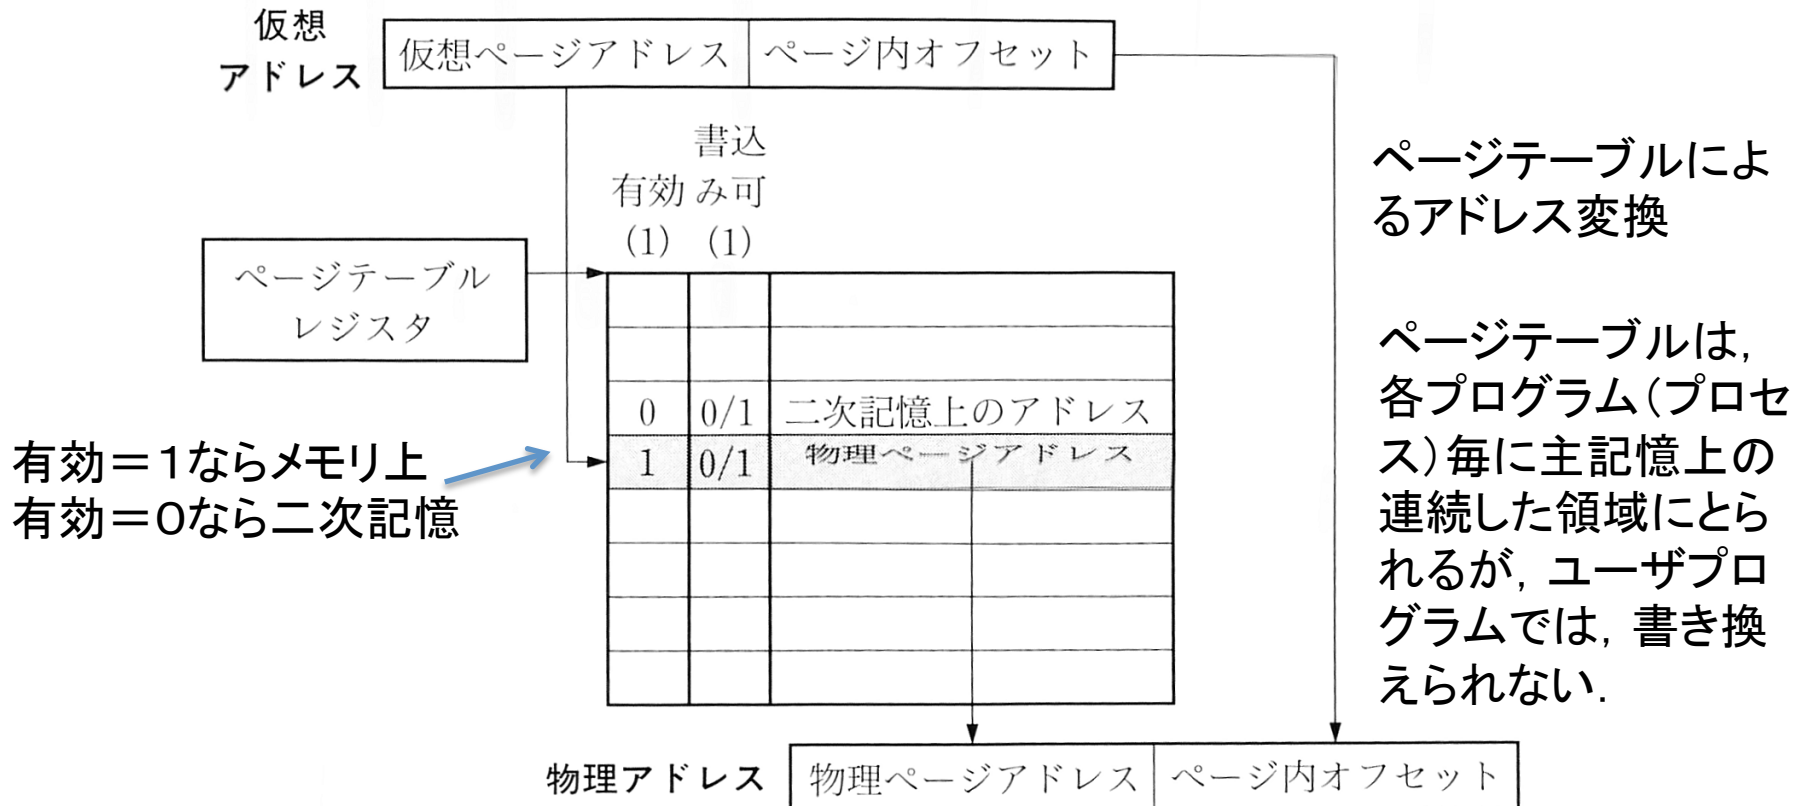 仮想
アドレス
仮想ページアドレス ページ内オフセット
書込
有効 み可
(1) (1)
ページテーブル
レジスタ
0 0/1 二次記憶上のアドレス
1 0/1 物理ページアドレス
有効＝１ならメモリ上
有効＝０なら二次記憶
ページテーブルによ
るアドレス変換
ページテーブルは，
各プログラム（プロセ
ス）毎に主記憶上の
連続した領域にとら
れるが，ユーザプロ
グラムでは，書き換
えられない．
物理アドレス 物理ページアドレス ページ内オフセット